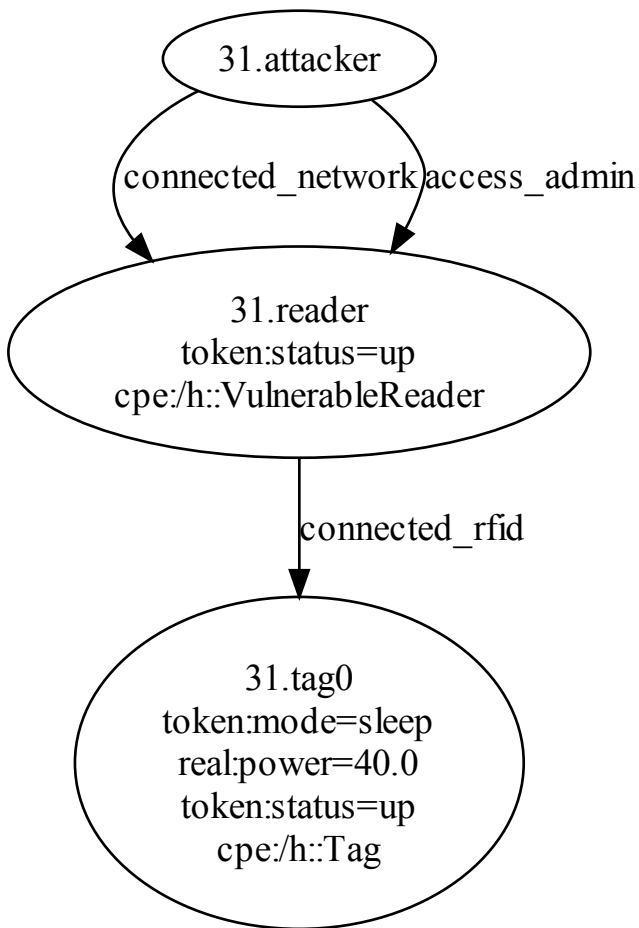 31.attacker
connected_network access_admin
31.reader
token:status=up
cpe:/h::VulnerableReader
connected_rfid
31.tag0
token:mode=sleep
real:power=40.0
token:status=up
cpe:/h::Tag